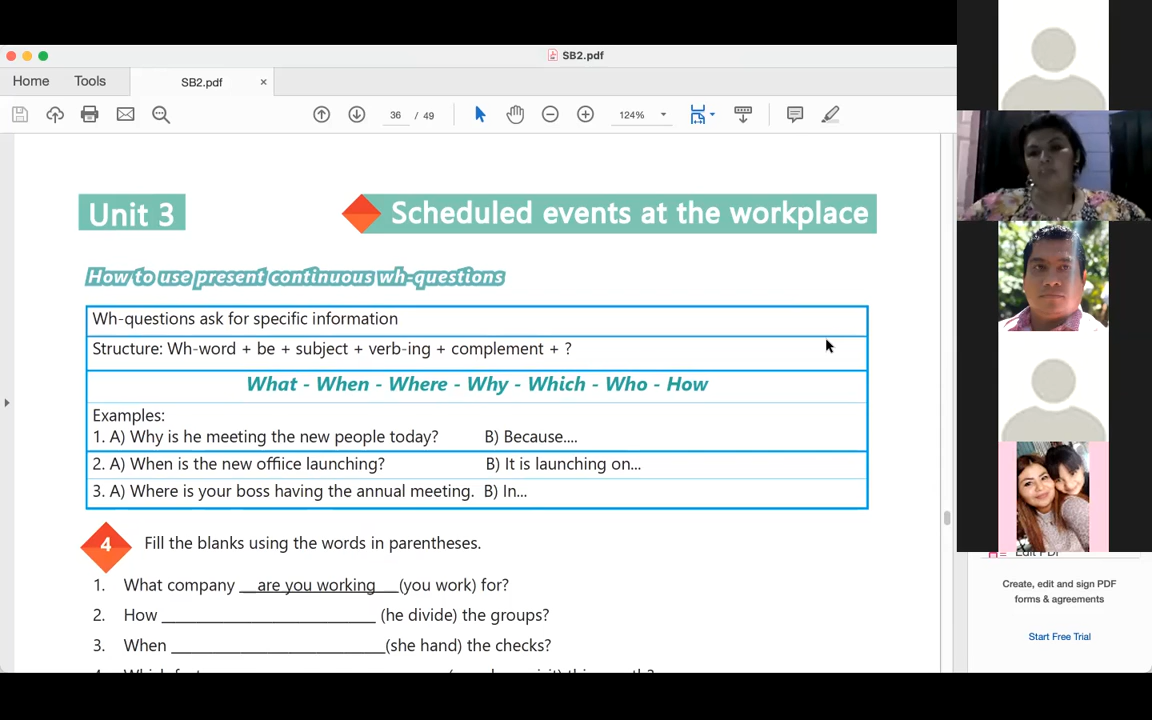 SB2.pdf
Home Tools SB2.pdf ×
36 / 49 124%
Unit 3 Scheduled events at the workplace
How to use present continuous wh-questions
Wh-questions ask for specific information
Structure: Wh-word + be + subject + verb-ing + complement + ?
What - When - Where - Why - Which - Who - How
Examples:
1. A) Why is he meeting the new people today? B) Because....
2. A) When is the new office launching? B) It is launching on...
3. A) Where is your boss having the annual meeting. B) In...
4 Fill the blanks using the words in parentheses.
1. What company __are you working___(you work) for?
2. How ________________________ (he divide) the groups?
3. When ________________________(she hand) the checks?
Edit PDF
Create, edit and sign PDF
forms & agreements
Start Free Trial